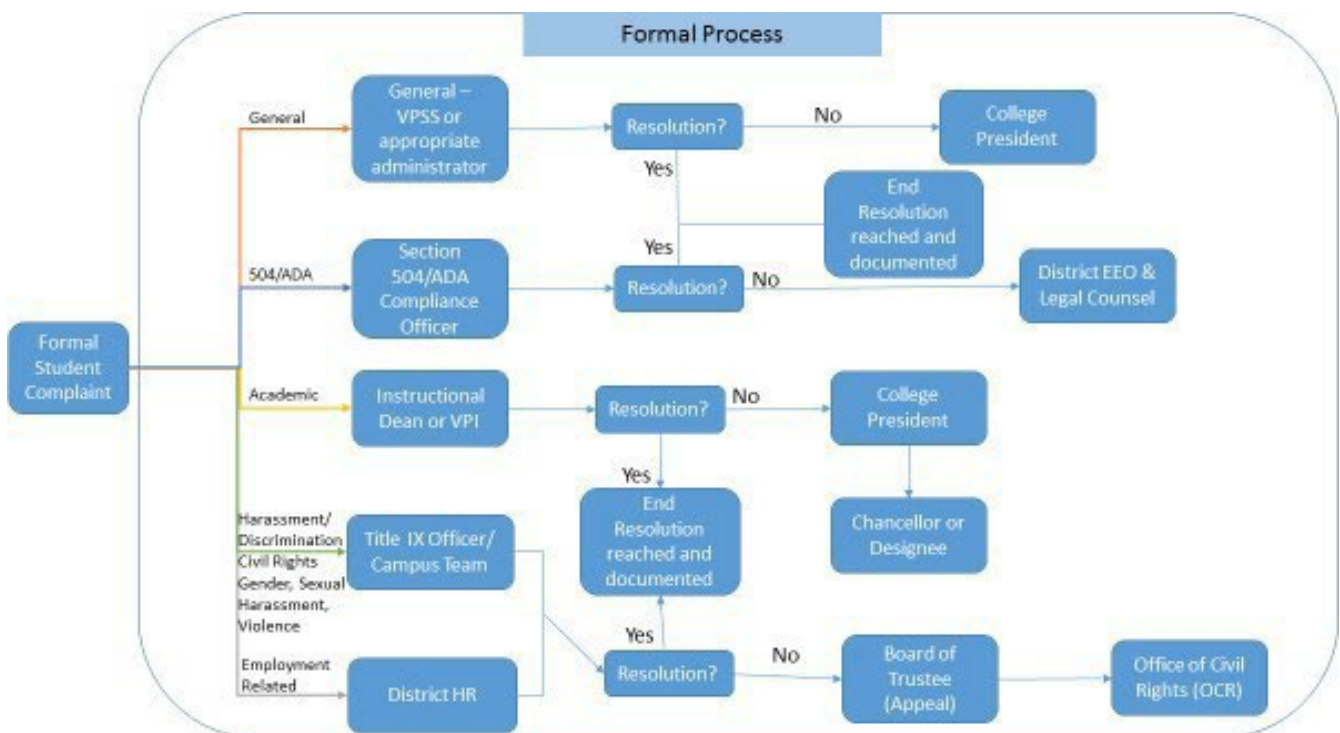 Formal Process
General
General –
VPSS or
appropriate
administrator
Resolution?
No
College
President
Yes
End
Resolution
reached and
documented
Yes
504/ADA
Section
504/ADA
Compliance
Officer
Resolution?
No
District EEO &
Legal Counsel
Formal
Student
Complaint
Academic
Instructional
Dean or VPI
Resolution?
No
College
President
Yes
End
Resolution
reached and
documented
Chancellor or
Designee
Harassment/
Discrimination
Civil Rights
Gender, Sexual
Harassment,
Violence
Title IX Officer/
Campus Team
Yes
Employment
Related
District HR
Resolution?
No
Board of
Trustee
(Appeal)
Office of Civil
Rights (OCR)